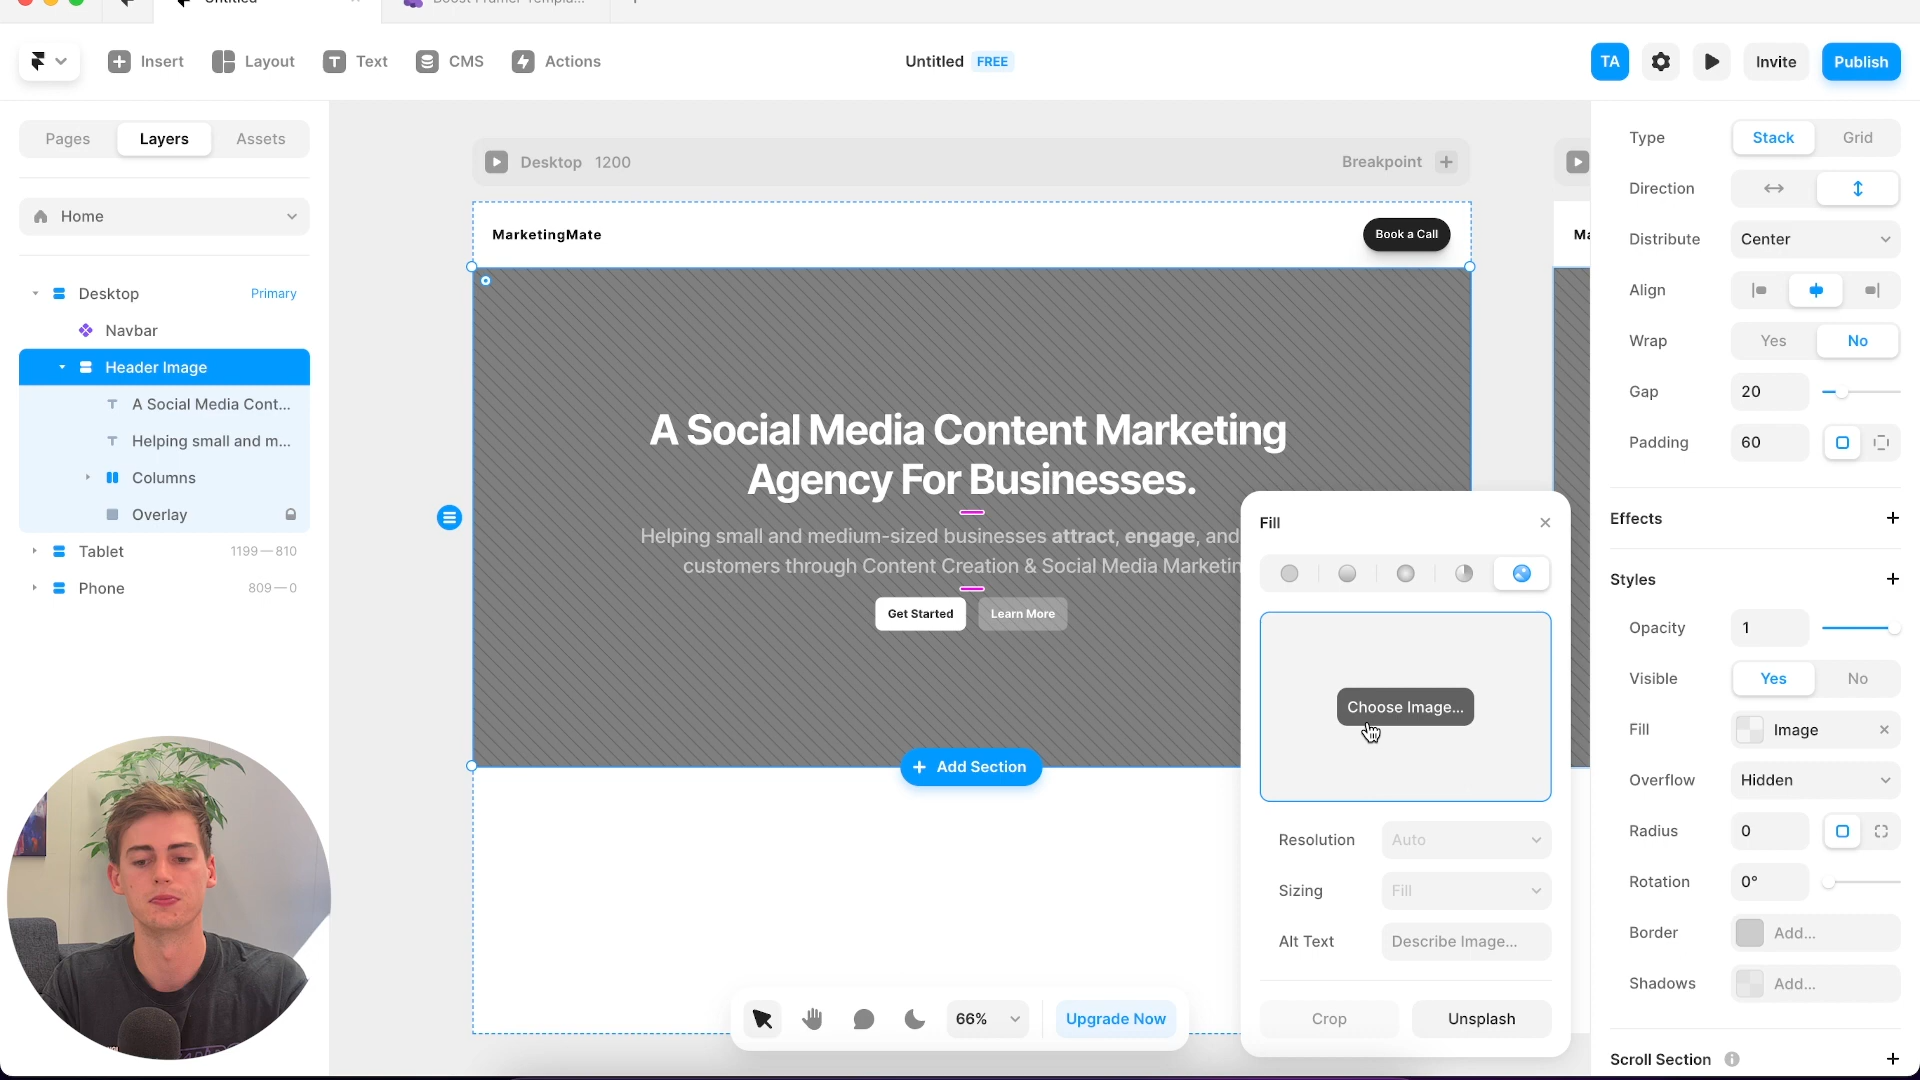 Untitled
Boost Framer Templa...
Insert
Layout
Text
CMS
Actions
Untitled FREE
TA
Invite
Publish
Pages
Layers
Assets
Home
Desktop Primary
Navbar
Header Image
A Social Media Cont...
Helping small and m...
Columns
Overlay
Tablet 1199 — 810
Phone 809 — 0
Desktop 1200
Breakpoint
MarketingMate
Book a Call
Ma
A Social Media Content Marketing
Agency For Businesses.
Helping small and medium-sized businesses attract, engage, and
customers through Content Creation & Social Media Marketin
Get Started
Learn More
Add Section
66%
Upgrade Now
Fill
Choose Image...
Resolution Auto
Sizing Fill
Alt Text Describe Image...
Crop
Unsplash
Type Stack Grid
Direction
Distribute Center
Align
Wrap Yes No
Gap 20
Padding 60
Effects
Styles
Opacity 1
Visible Yes No
Fill Image
Overflow Hidden
Radius 0
Rotation 0°
Border Add...
Shadows Add...
Scroll Section